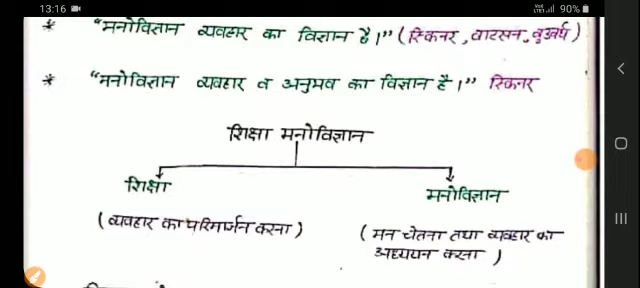 13:16
90%
* "मनोविज्ञान व्यवहार का विज्ञान है।" (स्किनर, वाटसन, वुडवर्थ)
* "मनोविज्ञान व्यवहार व अनुभव का विज्ञान है।" स्किनर
शिक्षा मनोविज्ञान
शिक्षा
मनोविज्ञान
(व्यवहार का परिमार्जन करना)
(मन चेतना तथा व्यवहार का
अध्ययन करना)